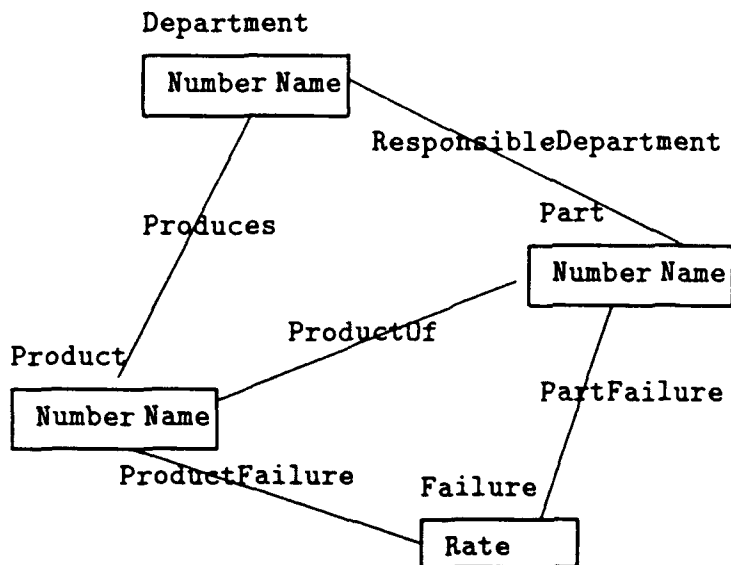 Department
Number Name
ResponsibleDepartment
Produces
Part
Number Name
ProductOf
Product
PartFailure
Number Name
ProductFailure
Failure
Rate